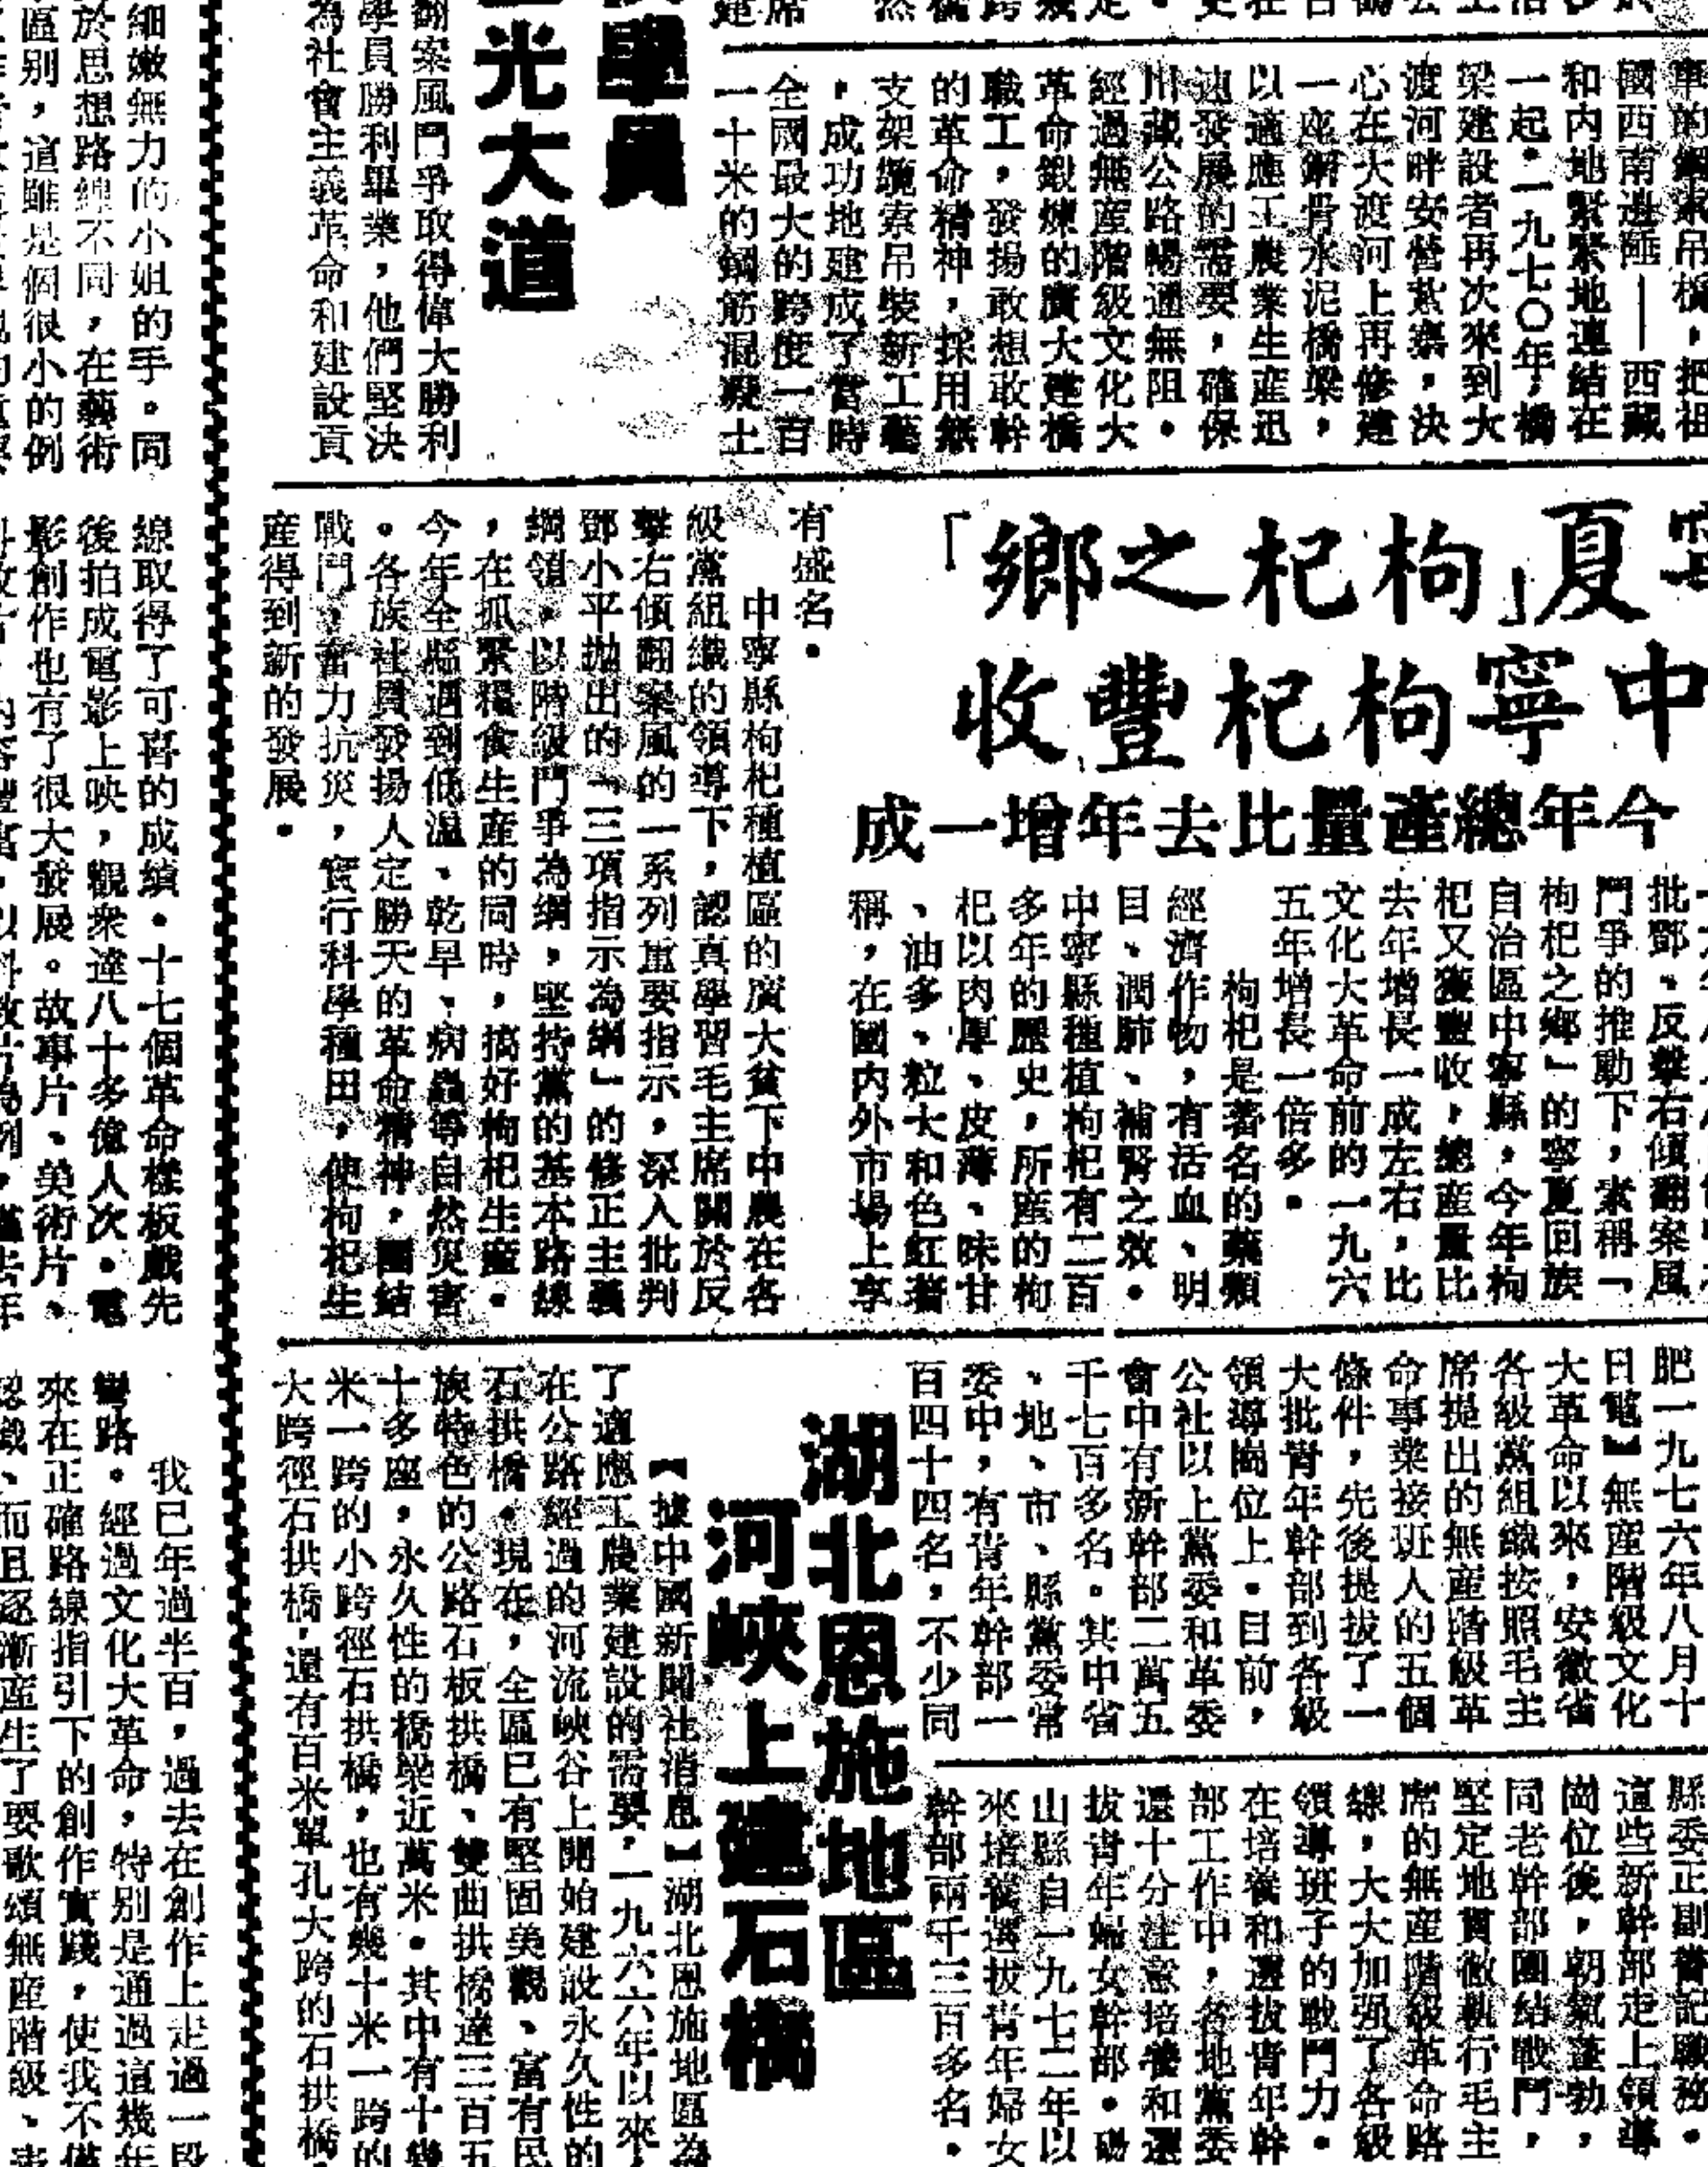 車的鋼索吊橋，把祖
國西南邊陲——西藏
和內地緊緊地連結在
一起。一九七〇年，橋
梁建設者再次來到大
渡河畔安營紮寨，決
心在大渡河上再修建
一座鋼骨水泥橋梁，
以適應工農業生産迅
速發展的需要，確保
川藏公路暢通無阻。
經過無産階級文化大
革命鍛煉的廣大建橋
職工，發揚敢想敢幹
的革命精神，採用無
支架纜索吊裝新工藝
，成功地建成了當時
全國最大的跨度一百
一十米的鋼筋混凝土
學員
光大道
翻案風鬥爭取得偉大勝利
學員勝利畢業，他們堅決
為社會主義革命和建設貢
夏「枸杞之鄉」
中寧枸杞豐收
今年總產量比去年增一成
批鄧、反擊右傾翻案風
鬥爭的推動下，素稱「
枸杞之鄉」的寧夏回族
自治區中寧縣，今年枸
杞又獲豐收，總産量比
去年增長一成左右，比
文化大革命前的一九六
五年增長一倍多。
枸杞是著名的藥類
經濟作物，有活血、明
目、潤肺、補腎之效。
中寧縣種植枸杞有二百
多年的歷史，所産的枸
杞以肉厚、皮薄、味甘
、油多、粒大和色紅著
稱，在國內外市場上享
有盛名。
中寧縣枸杞種植區的廣大貧下中農在各
級黨組織的領導下，認真學習毛主席關於反
擊右傾翻案風的一系列重要指示，深入批判
鄧小平拋出的「三項指示為綱」的修正主義
綱領，以階級鬥爭為綱，堅持黨的基本路線
，在抓緊糧食生産的同時，搞好枸杞生産。
今年全縣遇到低溫、乾旱、病蟲等自然災害
。各族社員發揚人定勝天的革命精神，團結
戰鬥，奮力抗災，實行科學種田，使枸杞生
産得到新的發展。
肥一九七六年八月十
日電】無産階級文化
大革命以來，安徽省
各級黨組織按照毛主
席提出的無産階級革
命事業接班人的五個
條件，先後提拔了一
大批青年幹部到各級
領導崗位上。目前，
公社以上黨委和革委
會中有新幹部二萬五
千七百多名。其中省
、地、市、縣黨委常
委中，有青年幹部一
百四十四名，不少同
縣委正副書記職務。
這些新幹部走上領導
崗位後，朝氣蓬勃，
同老幹部團結戰鬥，
堅定地貫徹執行毛主
席的無産階級革命路
線，大大加强了各級
領導班子的戰鬥力。
在培養和選拔青年幹
部工作中，各地黨委
還十分注意培養和選
拔青年婦女幹部。碭
山縣自一九七二年以
來培養選拔青年婦女
幹部兩千三百多名。
湖北恩施地區
河峽上建石橋
【據中國新聞社消息】湖北恩施地區為
了適應工農業建設的需要，一九六六年以來，
在公路經過的河流峽谷上開始建設永久性的
石拱橋。現在，全區已有堅固美觀、富有民
族特色的公路石板拱橋、雙曲拱橋達三百五
十多座，永久性的橋梁近萬米。其中有十幾
米一跨的小跨徑石拱橋，也有幾十米一跨的
大跨徑石拱橋，還有百米單孔大跨的石拱橋。
細嫩無力的小姐的手。同
於思想路線不同，在藝術
區别，這雖是個很小的例
線取得了可喜的成績。十七個革命樣板戲先
後拍成電影上映，觀衆達八十多億人次。電
影創作也有了很大發展。故事片、美術片、
我已年過半百，過去在創作上走過一段
彎路。經過文化大革命，特别是通過這幾年
來在正確路線指引下的創作實踐，使我不僅
認識、而且逐漸産生了要歌頌無産階級、